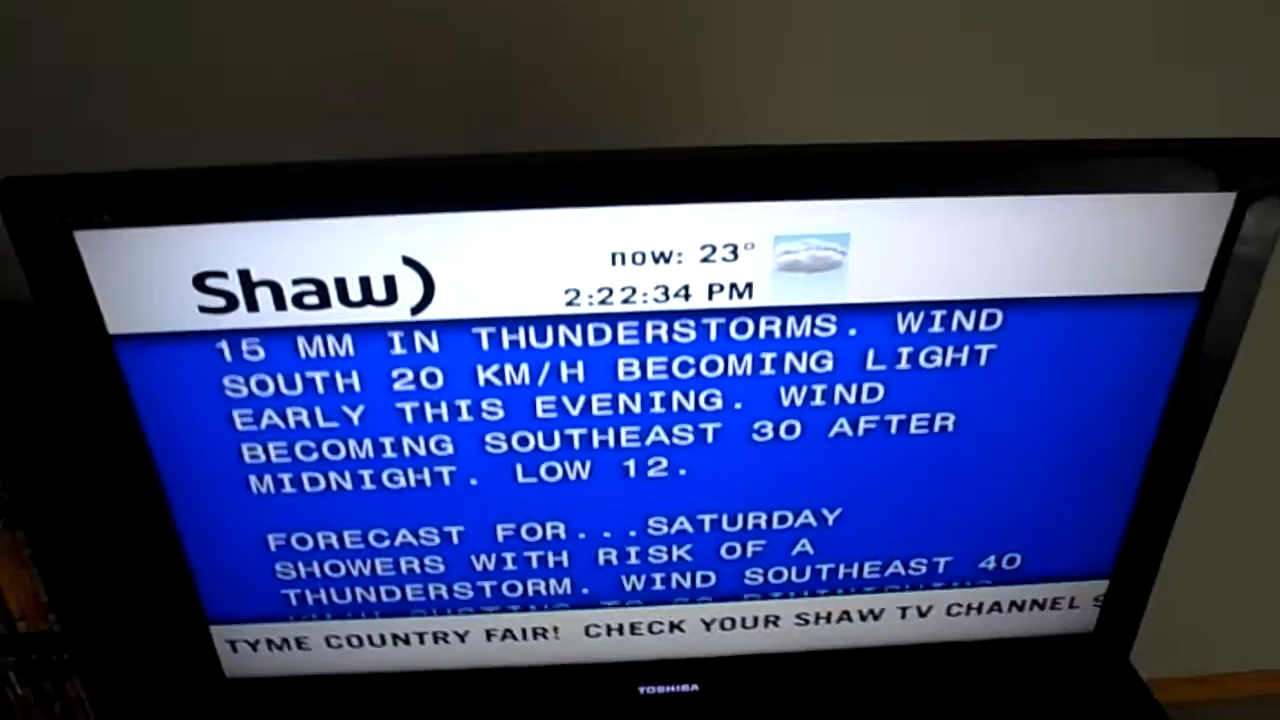 Shaw)
now: 23°
2:22:34 PM
15 MM IN THUNDERSTORMS. WIND
SOUTH 20 KM/H BECOMING LIGHT
EARLY THIS EVENING. WIND
BECOMING SOUTHEAST 30 AFTER
MIDNIGHT. LOW 12.
FORECAST FOR...SATURDAY
SHOWERS WITH RISK OF A
THUNDERSTORM. WIND SOUTHEAST 40
TYME COUNTRY FAIR! CHECK YOUR SHAW TV CHANNEL
TOSHIBA